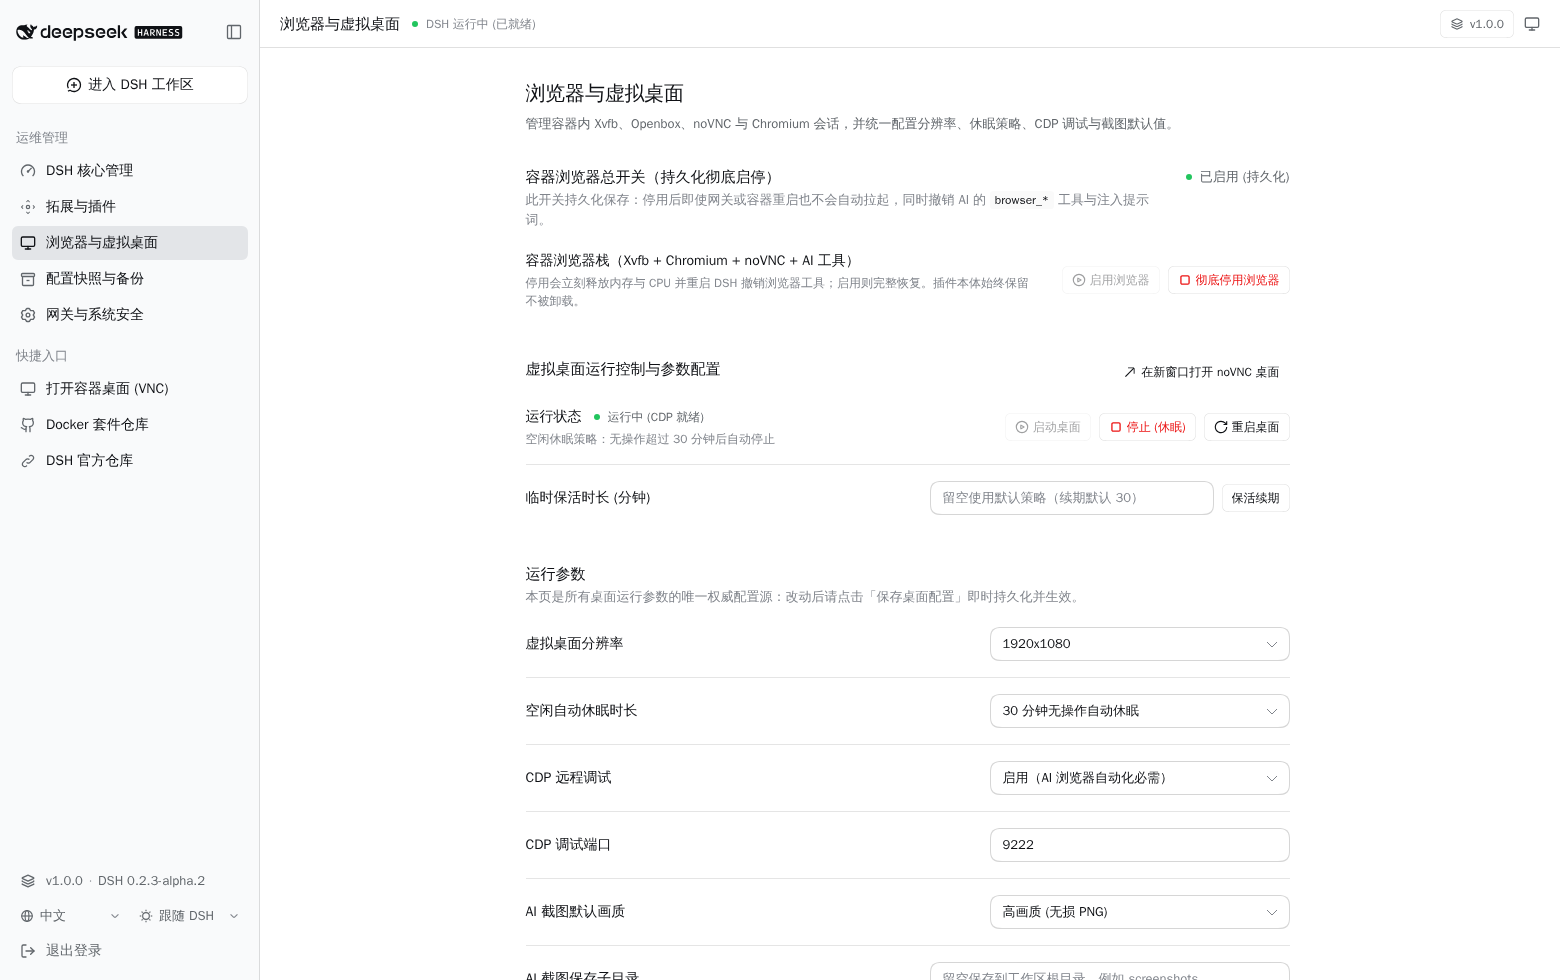 deepseek HARNESS
进入 DSH 工作区
运维管理
DSH 核心管理
拓展与插件
浏览器与虚拟桌面
配置快照与备份
网关与系统安全
快捷入口
打开容器桌面 (VNC)
Docker 套件仓库
DSH 官方仓库
v1.0.0 · DSH 0.2.3-alpha.2
中文
跟随 DSH
退出登录
浏览器与虚拟桌面
DSH 运行中 (已就绪)
v1.0.0
浏览器与虚拟桌面
管理容器内 Xvfb、Openbox、noVNC 与 Chromium 会话，并统一配置分辨率、休眠策略、CDP 调试与截图默认值。
容器浏览器总开关（持久化彻底启停）
已启用 (持久化)
此开关持久化保存：停用后即使网关或容器重启也不会自动拉起，同时撤销 AI 的 browser_* 工具与注入提示
词。
容器浏览器栈（Xvfb + Chromium + noVNC + AI 工具）
停用会立刻释放内存与 CPU 并重启 DSH 撤销浏览器工具；启用则完整恢复。插件本体始终保留
不被卸载。
启用浏览器
彻底停用浏览器
虚拟桌面运行控制与参数配置
在新窗口打开 noVNC 桌面
运行状态
运行中 (CDP 就绪)
空闲休眠策略：无操作超过 30 分钟后自动停止
启动桌面
停止 (休眠)
重启桌面
临时保活时长 (分钟)
留空使用默认策略（续期默认 30）
保活续期
运行参数
本页是所有桌面运行参数的唯一权威配置源：改动后请点击「保存桌面配置」即时持久化并生效。
虚拟桌面分辨率
1920x1080
空闲自动休眠时长
30 分钟无操作自动休眠
CDP 远程调试
启用（AI 浏览器自动化必需）
CDP 调试端口
9222
AI 截图默认画质
高画质 (无损 PNG)
AI 截图保存子目录
留空保存到工作区根目录，例如 screenshots